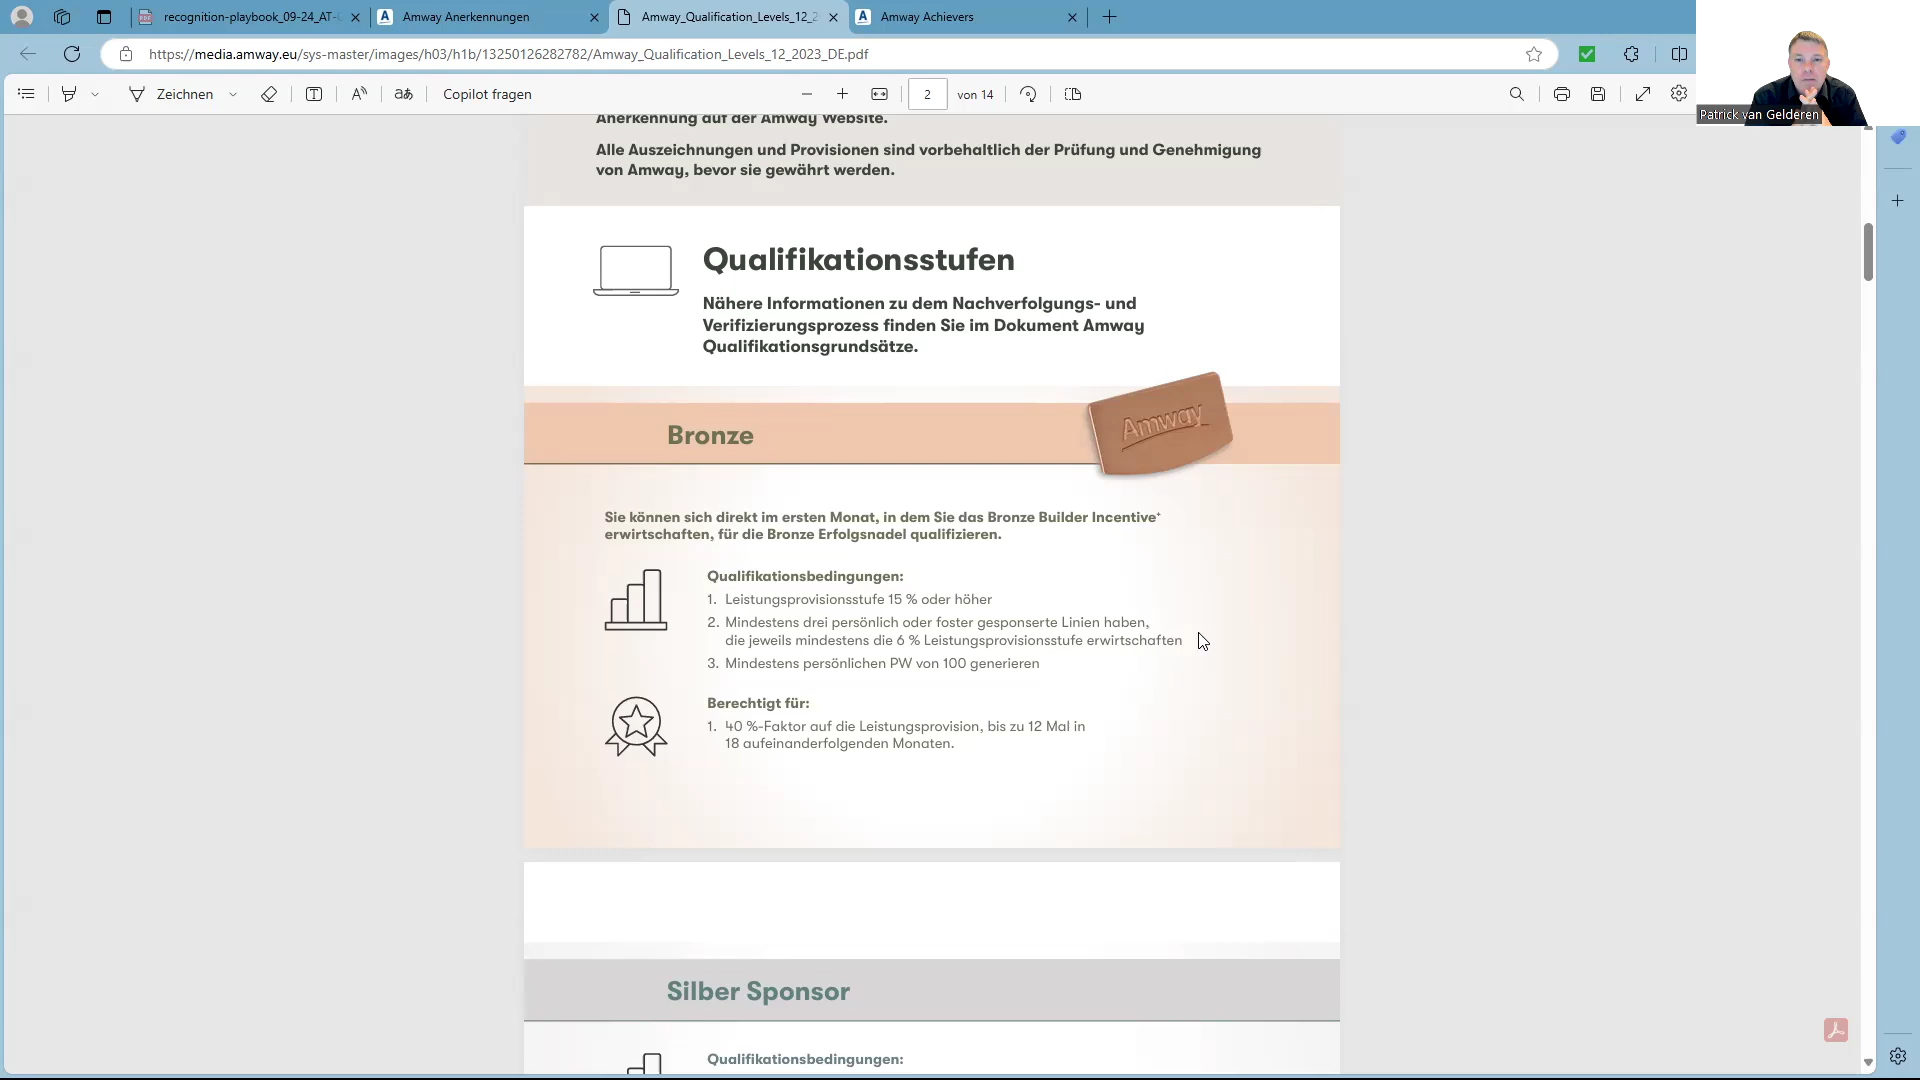 recognition-playbook_09-24_AT-
Amway Anerkennungen
Amway_Qualification_Levels_12_2
Amway Achievers
https://media.amway.eu/sys-master/images/h03/h1b/13250126282782/Amway_Qualification_Levels_12_2023_DE.pdf
Zeichnen
Copilot fragen
2 von 14
Patrick van Gelderen
Anerkennung auf der Amway Website.
Alle Auszeichnungen und Provisionen sind vorbehaltlich der Prüfung und Genehmigung
von Amway, bevor sie gewährt werden.
Qualifikationsstufen
Nähere Informationen zu dem Nachverfolgungs- und
Verifizierungsprozess finden Sie im Dokument Amway
Qualifikationsgrundsätze.
Amway
Bronze
Sie können sich direkt im ersten Monat, in dem Sie das Bronze Builder Incentive⁺
erwirtschaften, für die Bronze Erfolgsnadel qualifizieren.
Qualifikationsbedingungen:
1. Leistungsprovisionsstufe 15 % oder höher
2. Mindestens drei persönlich oder foster gesponserte Linien haben,
die jeweils mindestens die 6 % Leistungsprovisionsstufe erwirtschaften
3. Mindestens persönlichen PW von 100 generieren
Berechtigt für:
1. 40 %-Faktor auf die Leistungsprovision, bis zu 12 Mal in
18 aufeinanderfolgenden Monaten.
Silber Sponsor
Qualifikationsbedingungen: